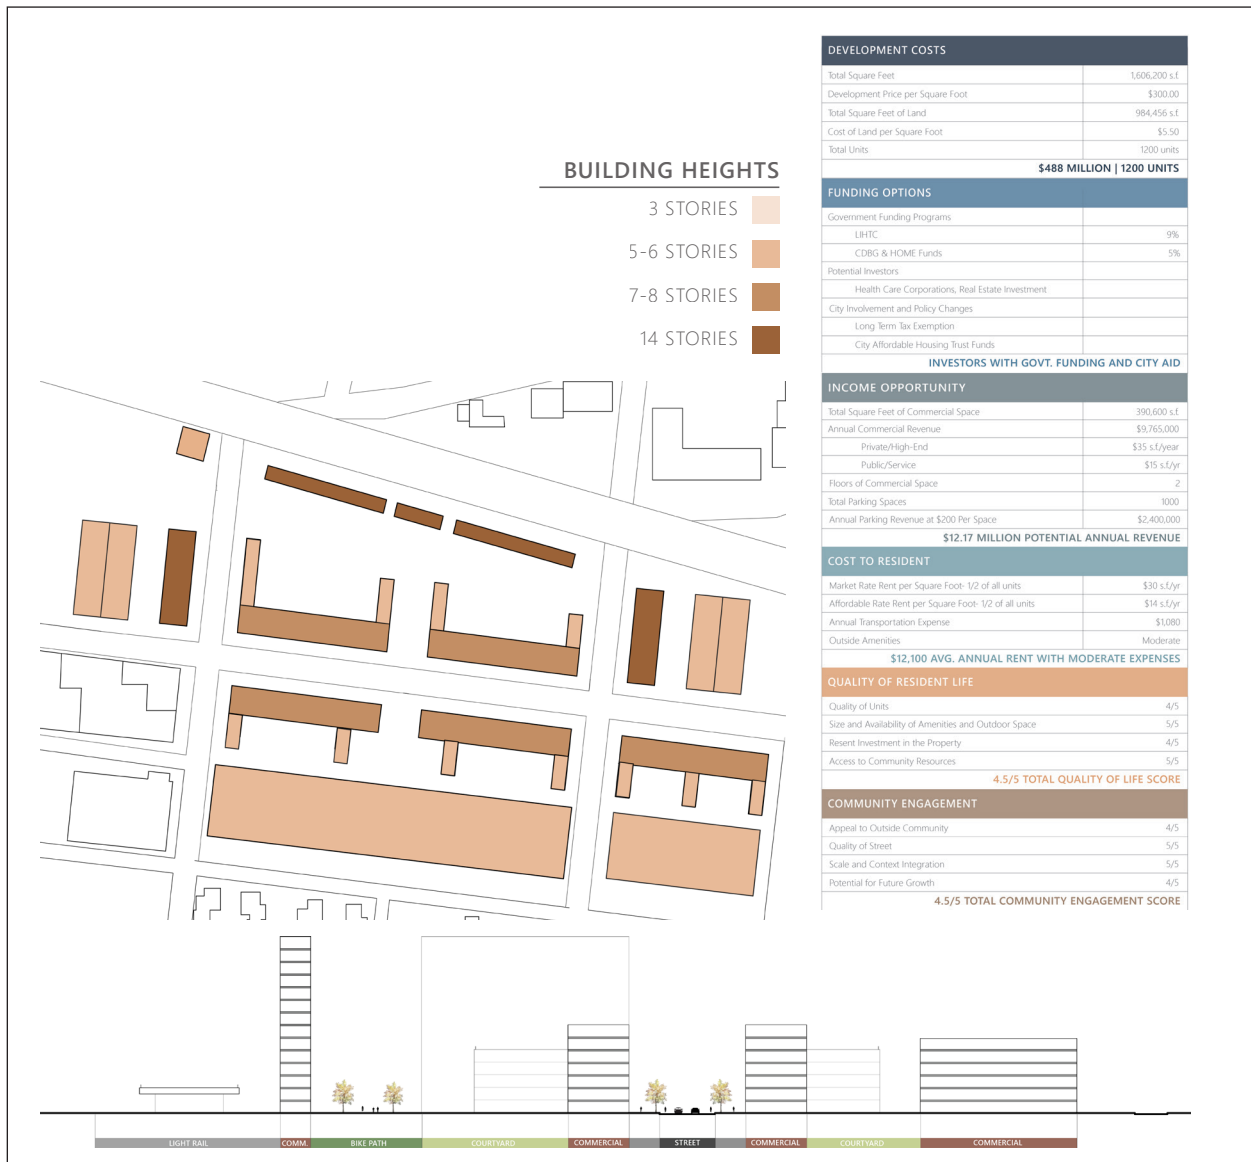 BUILDING HEIGHTS
3 STORIES
5-6 STORIES
7-8 STORIES
14 STORIES
DEVELOPMENT COSTS
Total Square Feet 1,606,200 s.f.
Development Price per Square Foot $300.00
Total Square Feet of Land 984,456 s.f.
Cost of Land per Square Foot $5.50
Total Units 1200 units
$488 MILLION | 1200 UNITS
FUNDING OPTIONS
Government Funding Programs
LIHTC 9%
CDBG & HOME Funds 5%
Potential Investors
Health Care Corporations, Real Estate Investment
City Involvement and Policy Changes
Long Term Tax Exemption
City Affordable Housing Trust Funds
INVESTORS WITH GOVT. FUNDING AND CITY AID
INCOME OPPORTUNITY
Total Square Feet of Commercial Space 390,600 s.f.
Annual Commercial Revenue $9,765,000
Private/High-End $35 s.f./year
Public/Service $15 s.f./yr
Floors of Commercial Space 2
Total Parking Spaces 1000
Annual Parking Revenue at $200 Per Space $2,400,000
$12.17 MILLION POTENTIAL ANNUAL REVENUE
COST TO RESIDENT
Market Rate Rent per Square Foot- 1/2 of all units $30 s.f./yr
Affordable Rate Rent per Square Foot- 1/2 of all units $14 s.f./yr
Annual Transportation Expense $1,080
Outside Amenities Moderate
$12,100 AVG. ANNUAL RENT WITH MODERATE EXPENSES
QUALITY OF RESIDENT LIFE
Quality of Units 4/5
Size and Availability of Amenities and Outdoor Space 5/5
Resent Investment in the Property 4/5
Access to Community Resources 5/5
4.5/5 TOTAL QUALITY OF LIFE SCORE
COMMUNITY ENGAGEMENT
Appeal to Outside Community 4/5
Quality of Street 5/5
Scale and Context Integration 5/5
Potential for Future Growth 4/5
4.5/5 TOTAL COMMUNITY ENGAGEMENT SCORE
LIGHT RAIL COMM. BIKE PATH COURTYARD COMMERCIAL STREET COMMERCIAL COURTYARD COMMERCIAL